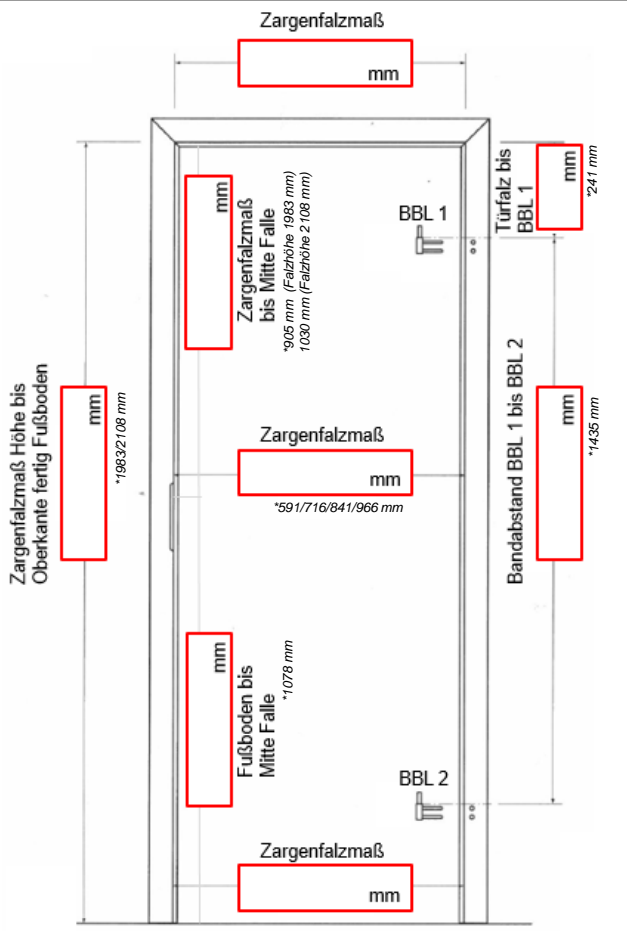 Zargenfalzmaß
mm
Türfalz bis
BBL 1
mm
*241 mm
mm
Zargenfalzmaß
bis Mitte Falle
*905 mm (Falzhöhe 1983 mm)
1030 mm (Falzhöhe 2108 mm)
BBL 1
Zargenfalzmaß Höhe bis
Oberkante fertig Fußboden
mm
*1983/2108 mm
Zargenfalzmaß
mm
*591/716/841/966 mm
Bandabstand BBL 1 bis BBL 2
mm
*1435 mm
mm
Fußboden bis
Mitte Falle
*1078 mm
BBL 2
Zargenfalzmaß
mm